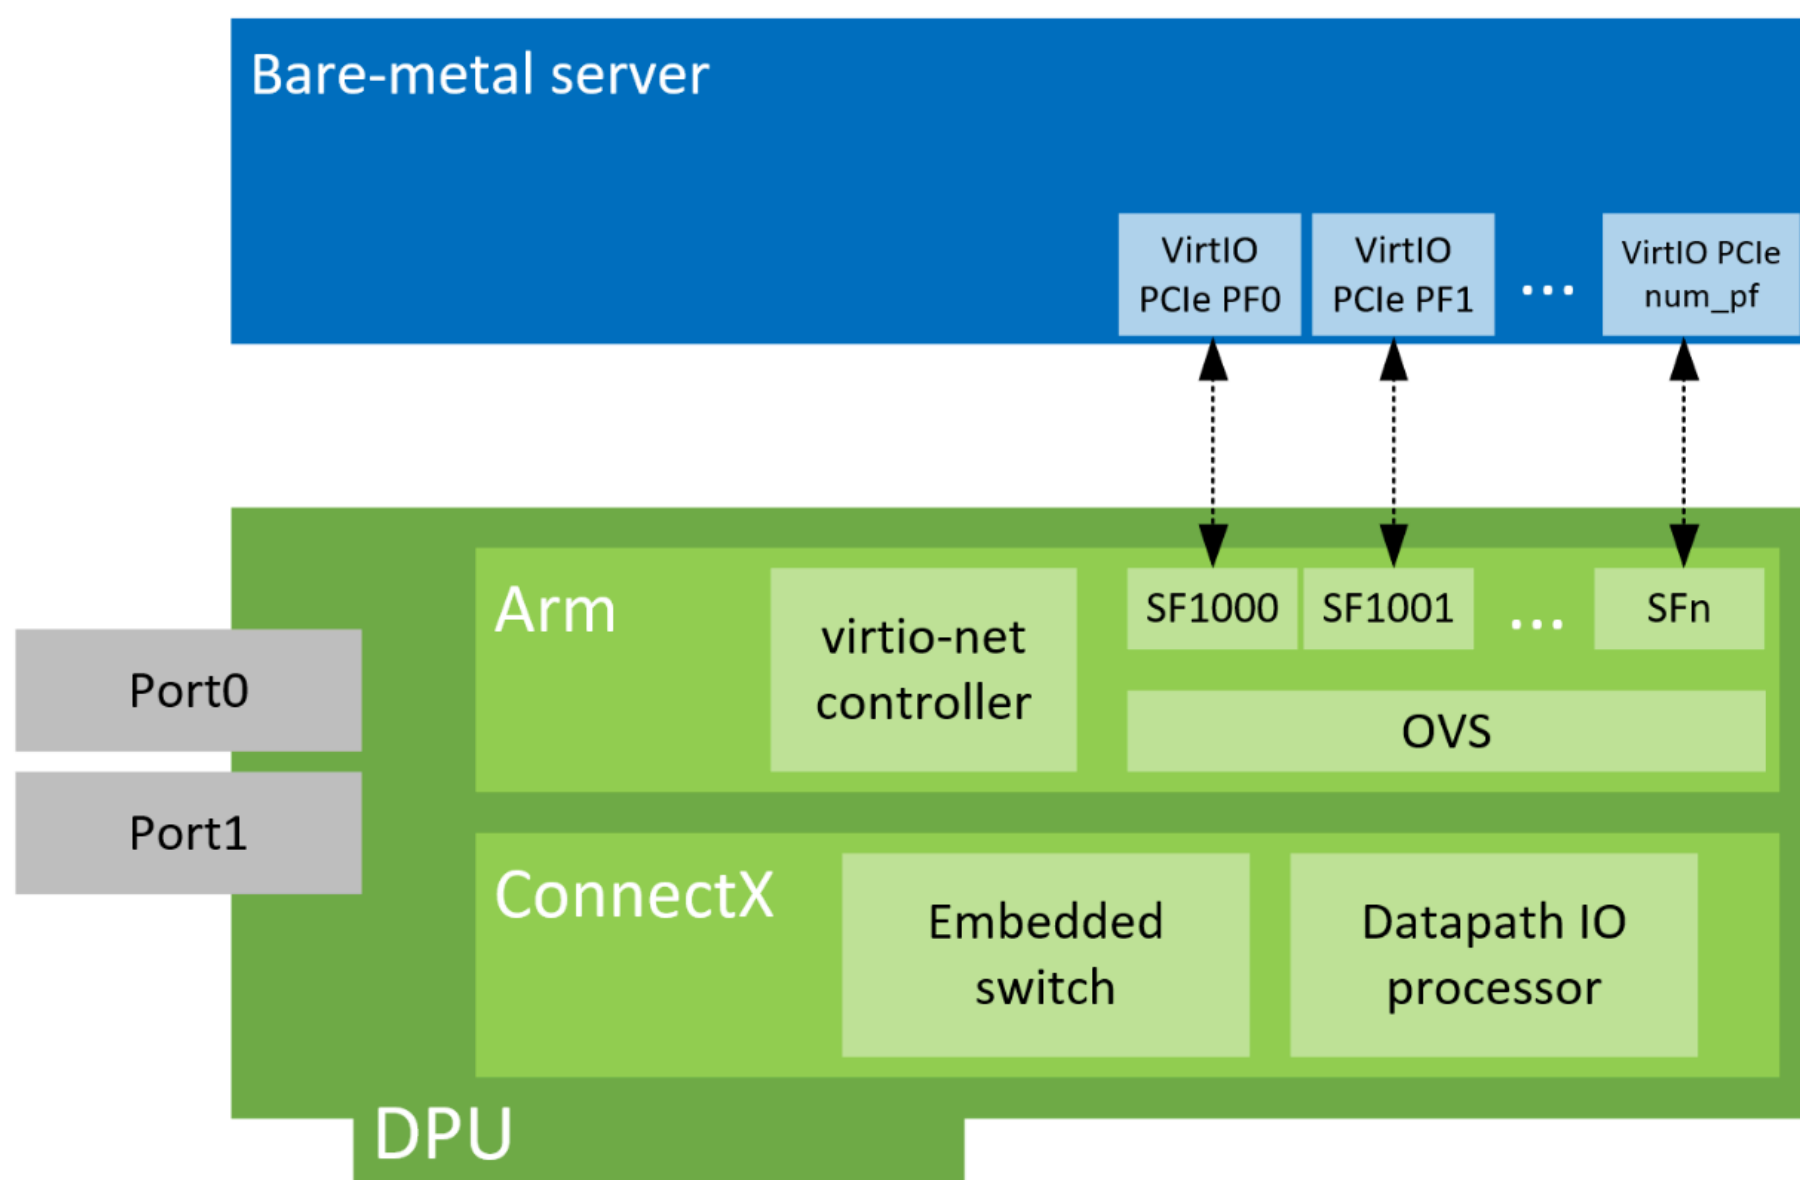 Bare-metal server
VirtIO
PCIe PF0
VirtIO
PCIe PF1
...
VirtIO PCIe
num_pf
Arm
virtio-net
controller
SF1000
SF1001
...
SFn
OVS
Port0
Port1
ConnectX
Embedded
switch
Datapath IO
processor
DPU